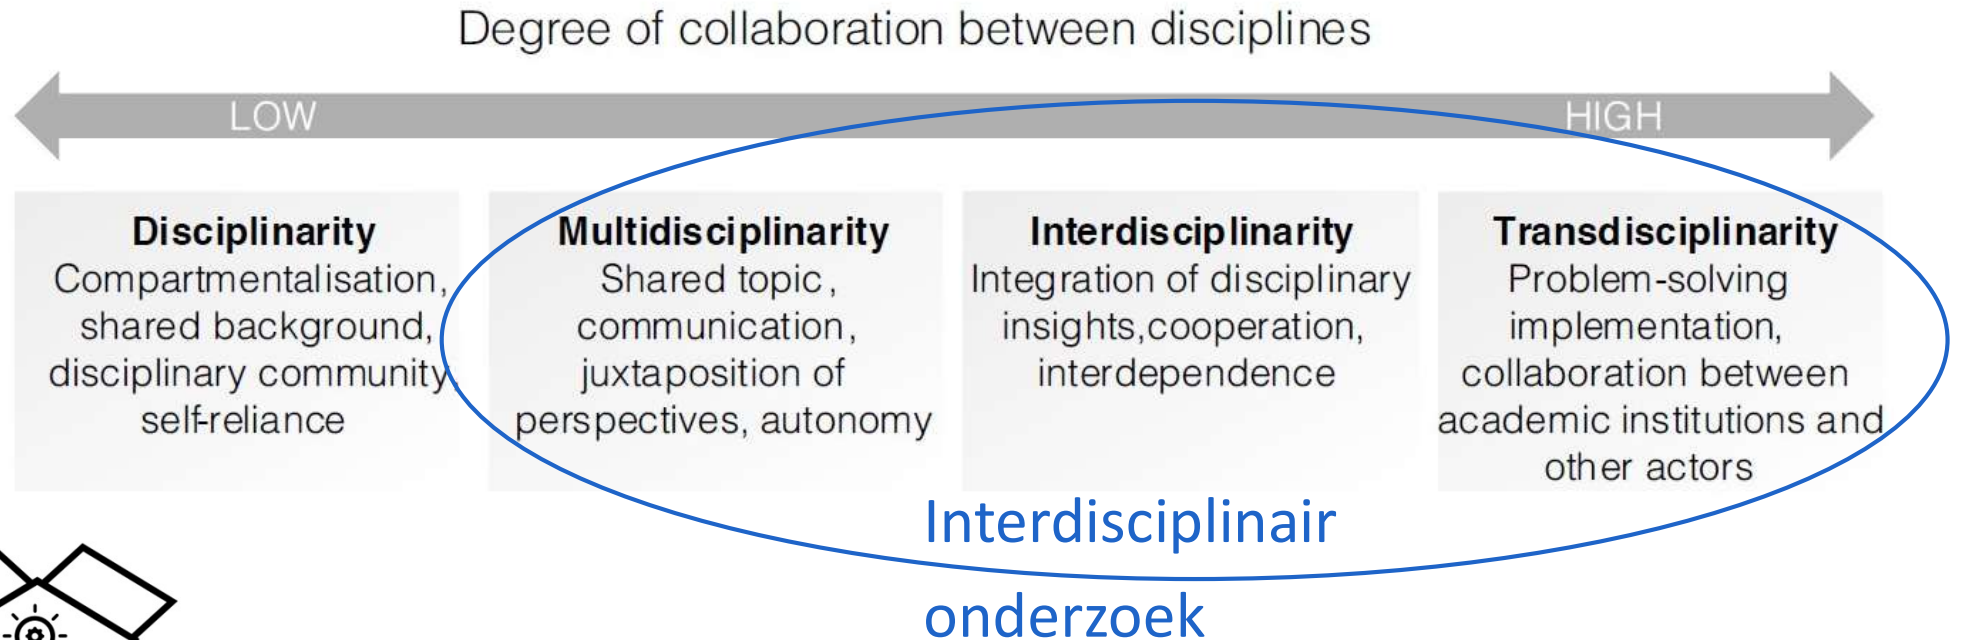 Degree of collaboration between disciplines
LOW
HIGH
Disciplinarity
Compartmentalisation,
shared background,
disciplinary community,
self-reliance
Multidisciplinarity
Shared topic,
communication,
juxtaposition of
perspectives, autonomy
Interdisciplinarity
Integration of disciplinary
insights,cooperation,
interdependence
Transdisciplinarity
Problem-solving
implementation,
collaboration between
academic institutions and
other actors
Interdisciplinair
onderzoek